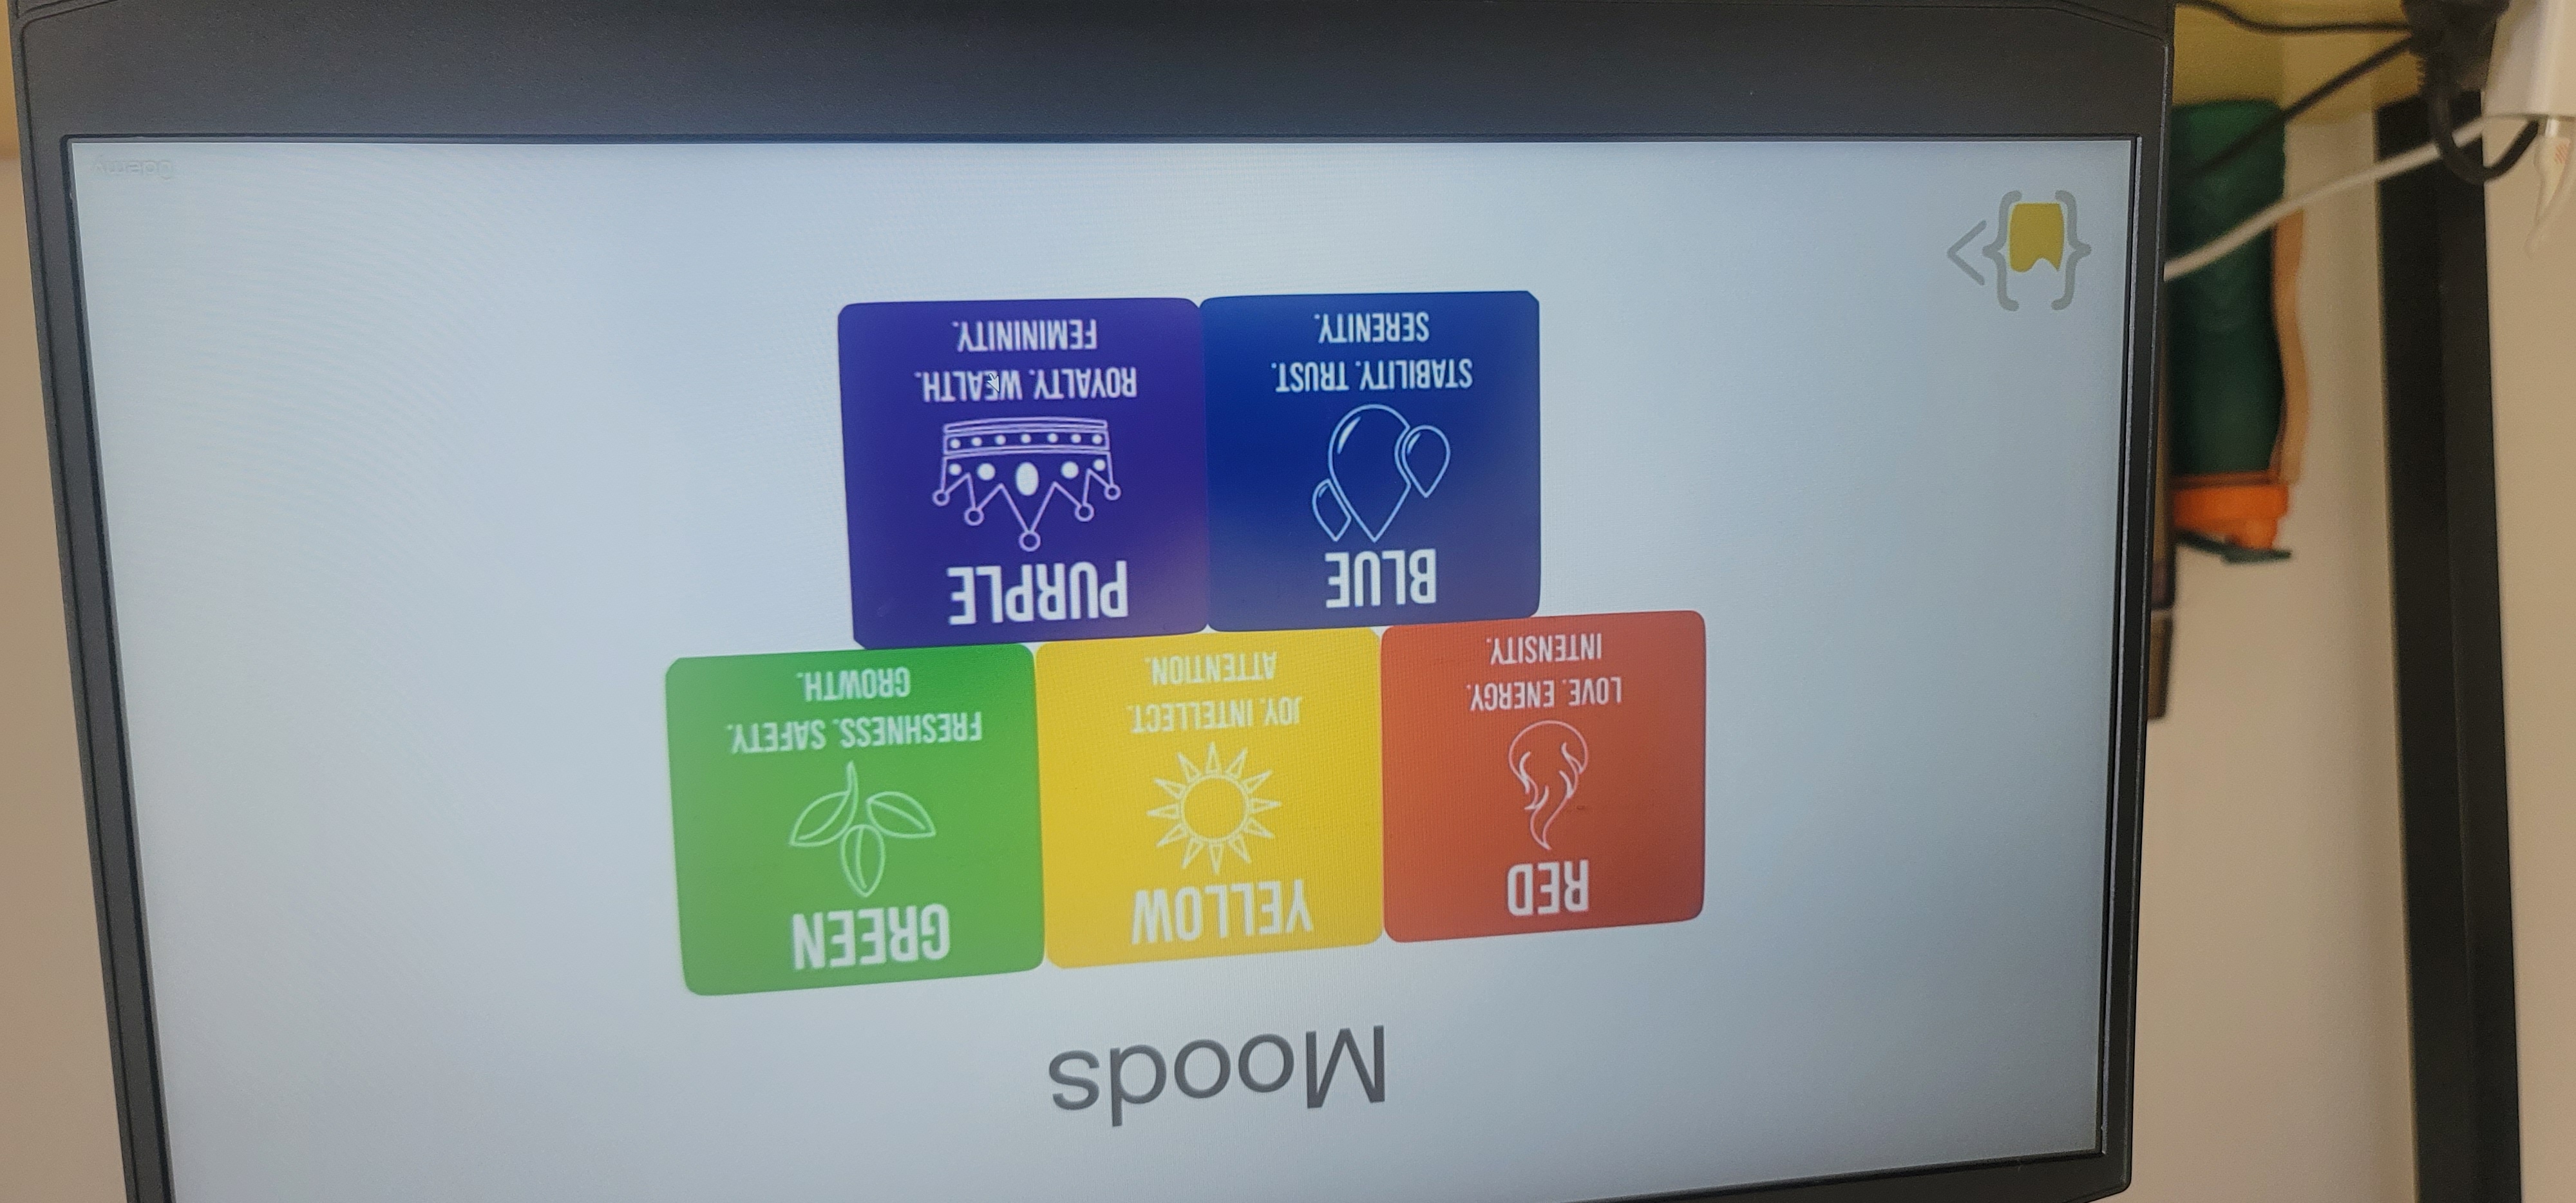 Moods
RED
LOVE. ENERGY.
INTENSITY.
YELLOW
JOY. INTELLECT.
ATTENTION.
GREEN
FRESHNESS. SAFETY.
GROWTH.
BLUE
STABILITY. TRUST.
SERENITY.
PURPLE
ROYALTY. WEALTH.
FEMININITY.
{ }>
ûdemy